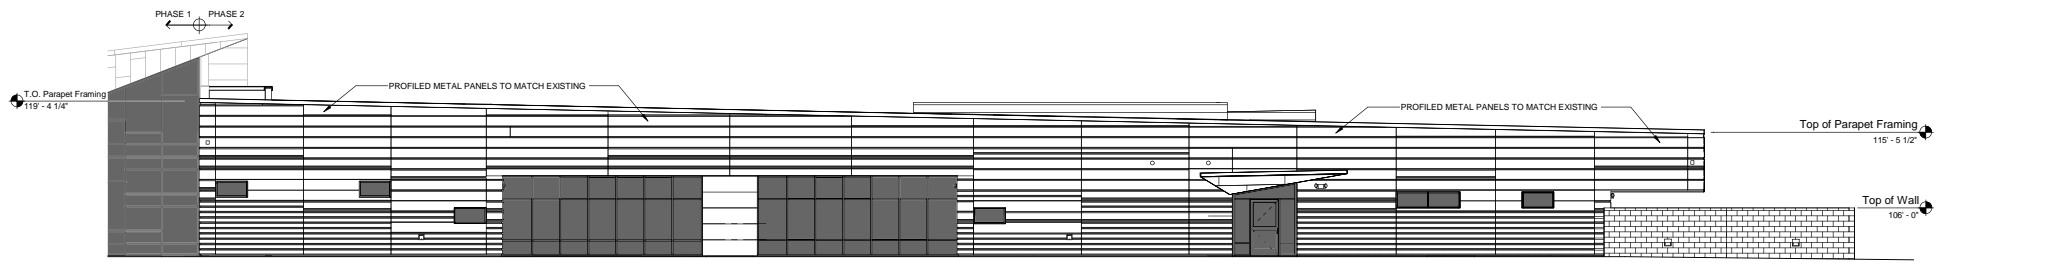 PHASE 1 PHASE 2
T.O. Parapet Framing
119' - 4 1/4"
PROFILED METAL PANELS TO MATCH EXISTING
PROFILED METAL PANELS TO MATCH EXISTING
Top of Parapet Framing
115' - 5 1/2"
Top of Wall
106' - 0"